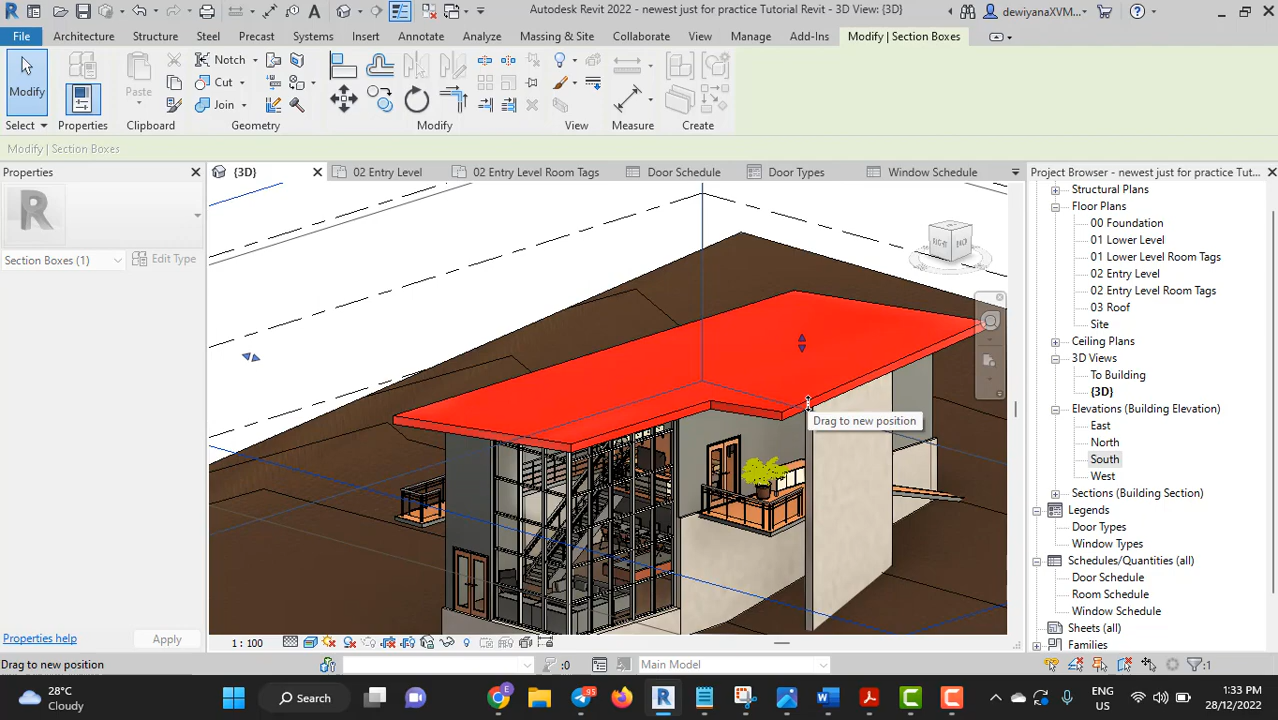 Autodesk Revit 2022 - newest just for practice Tutorial Revit - 3D View: {3D}
dewiyanaXVM...
File
Architecture
Structure
Steel
Precast
Systems
Insert
Annotate
Analyze
Massing & Site
Collaborate
View
Manage
Add-Ins
Modify | Section Boxes
Modify
Paste
Notch
Cut
Join
Select
Properties
Clipboard
Geometry
Modify
View
Measure
Create
Modify | Section Boxes
Properties
{3D}
02 Entry Level
02 Entry Level Room Tags
Door Schedule
Door Types
Window Schedule
Project Browser - newest just for practice Tut...
Section Boxes (1)
Edit Type
Drag to new position
Structural Plans
Floor Plans
00 Foundation
01 Lower Level
01 Lower Level Room Tags
02 Entry Level
02 Entry Level Room Tags
03 Roof
Site
Ceiling Plans
3D Views
To Building
{3D}
Elevations (Building Elevation)
East
North
South
West
Sections (Building Section)
Legends
Door Types
Window Types
Schedules/Quantities (all)
Door Schedule
Room Schedule
Window Schedule
Sheets (all)
Families
Properties help
Apply
1 : 100
Drag to new position
:0
Main Model
:1
28°C
Cloudy
Search
95
ENG
US
1:33 PM
28/12/2022